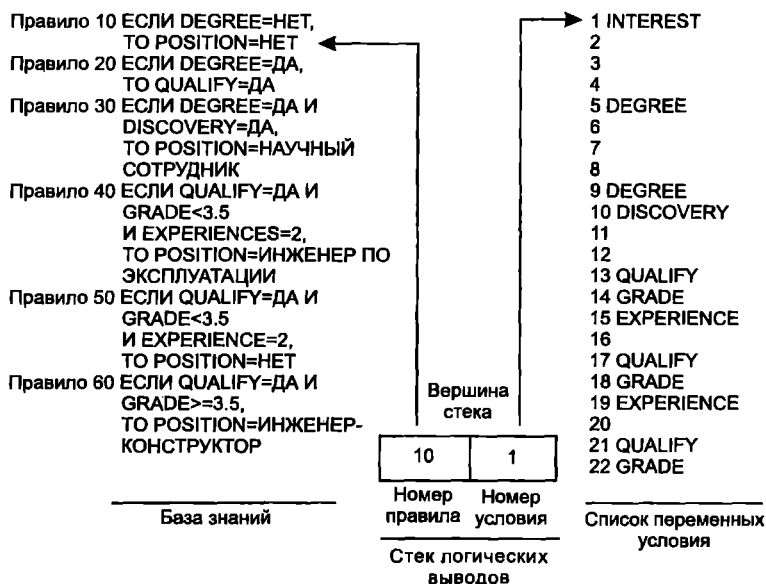 Правило 10 ЕСЛИ DEGREE=НЕТ,
ТО POSITION=НЕТ
Правило 20 ЕСЛИ DEGREE=ДА,
ТО QUALIFY=ДА
Правило 30 ЕСЛИ DEGREE=ДА И
DISCOVERY=ДА,
ТО POSITION=НАУЧНЫЙ
СОТРУДНИК
Правило 40 ЕСЛИ QUALIFY=ДА И
GRADE<3.5
И EXPERIENCES=2,
ТО POSITION=ИНЖЕНЕР ПО
ЭКСПЛУАТАЦИИ
Правило 50 ЕСЛИ QUALIFY=ДА И
GRADE<3.5
И EXPERIENCE=2,
ТО POSITION=НЕТ
Правило 60 ЕСЛИ QUALIFY=ДА И
GRADE>=3.5,
ТО POSITION=ИНЖЕНЕР-
КОНСТРУКТОР
База знаний
Вершина
стека
10 1
Номер
правила
Номер
условия
Стек логических
выводов
1 INTEREST
2
3
4
5 DEGREE
6
7
8
9 DEGREE
10 DISCOVERY
11
12
13 QUALIFY
14 GRADE
15 EXPERIENCE
16
17 QUALIFY
18 GRADE
19 EXPERIENCE
20
21 QUALIFY
22 GRADE
Список переменных
условия